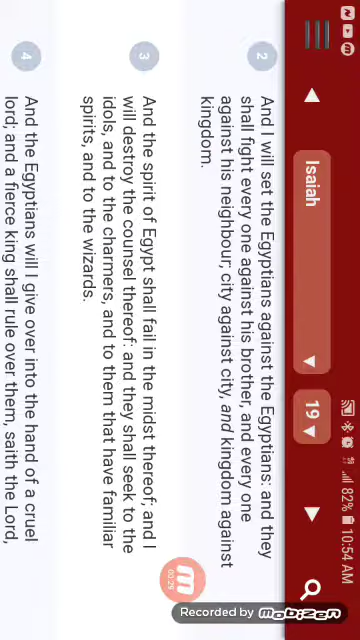 82% 10:54 AM
Isaiah 19
2 And I will set the Egyptians against the Egyptians: and they
shall fight every one against his brother, and every one
against his neighbour; city against city, and kingdom against
kingdom.
3 And the spirit of Egypt shall fail in the midst thereof; and I
will destroy the counsel thereof: and they shall seek to the
idols, and to the charmers, and to them that have familiar
spirits, and to the wizards.
4 And the Egyptians will I give over into the hand of a cruel
lord; and a fierce king shall rule over them, saith the Lord,
m
00:29
Recorded by mobizen